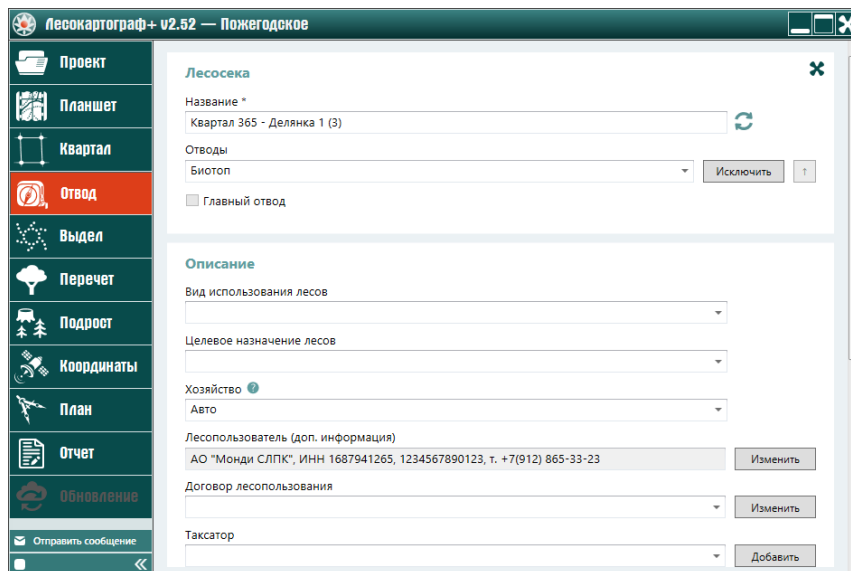 Лесокартограф+ v2.52 — Пожегодское
Проект
Планшет
Квартал
Отвод
Выдел
Перечет
Подрост
Координаты
План
Отчет
Обновление
Отправить сообщение
Лесосека
Название *
Квартал 365 - Делянка 1 (3)
Отводы
Биотоп
Исключить
Главный отвод
Описание
Вид использования лесов
Целевое назначение лесов
Хозяйство
Авто
Лесопользователь (доп. информация)
АО "Монди СЛПК", ИНН 1687941265, 1234567890123, т. +7(912) 865-33-23
Изменить
Договор лесопользования
Изменить
Таксатор
Добавить